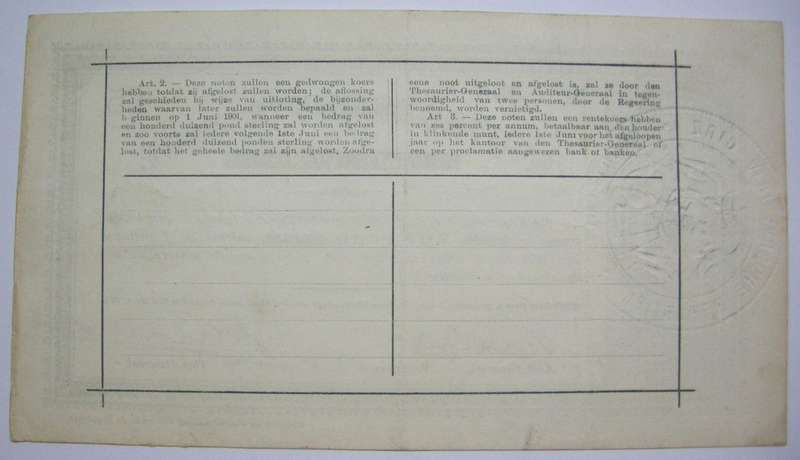 Art. 2. — Deze noten zullen een gedwongen koers
hebben totdat zij afgelost zullen worden; de aflossing
zal geschieden bij wijze van uitloting, de bijzonder-
heden waarvan later zullen worden bepaald en zal
beginnen op 1 Juni 1901, wanneer een bedrag van
een honderd duizend pond sterling zal worden afgelost
en zoo voorts zal iedere volgende 1ste Juni een bedrag
van een honderd duizend ponden sterling worden afge-
lost, totdat het geheele bedrag zal zijn afgelost. Zoodra
eene noot uitgeloot en afgelost is, zal ze door den
Thesaurier-Generaal en Auditeur-Generaal in tegen-
woordigheid van twee personen, door de Regeering
benoemd, worden vernietigd.
Art 3. — Deze noten zullen een rentekoers hebben
van zes percent per annum, betaalbaar aan den houder
in klinkende munt, iedere 1ste Juni voor het afgeloopen
jaar op het kantoor van den Thesaurier-Generaal of
een per proclamatie aangewezen bank of banken.